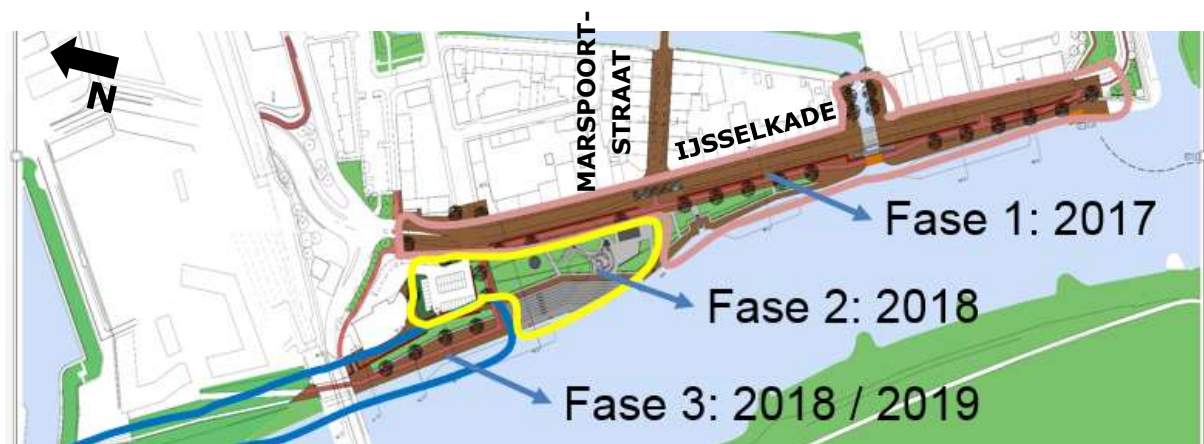 N
MARSPOORT-
STRAAT
IJSSELKADE
Fase 1: 2017
Fase 2: 2018
Fase 3: 2018 / 2019